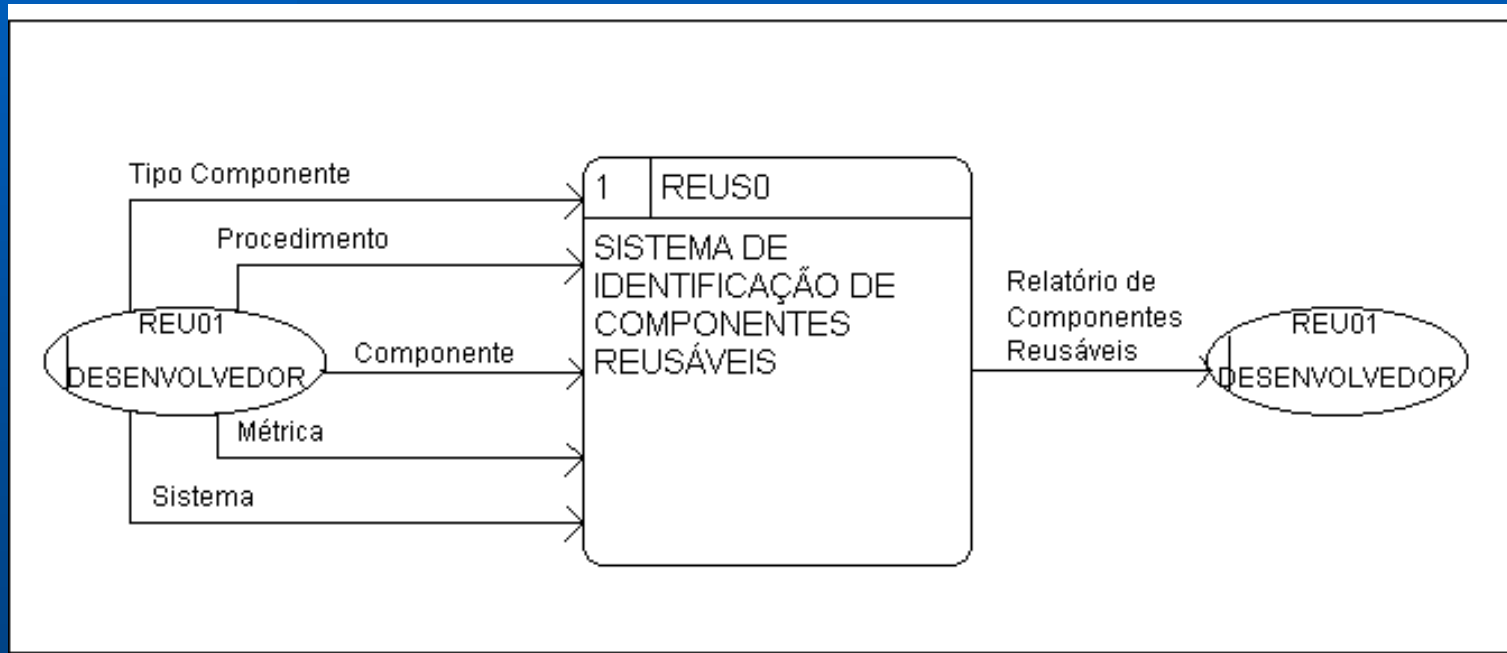 Tipo Componente
Procedimento
REU01
DESENVOLVEDOR
Componente
Métrica
Sistema
1 REUS0
SISTEMA DE
IDENTIFICAÇÃO DE
COMPONENTES
REUSÁVEIS
Relatório de
Componentes
Reusáveis
REU01
DESENVOLVEDOR